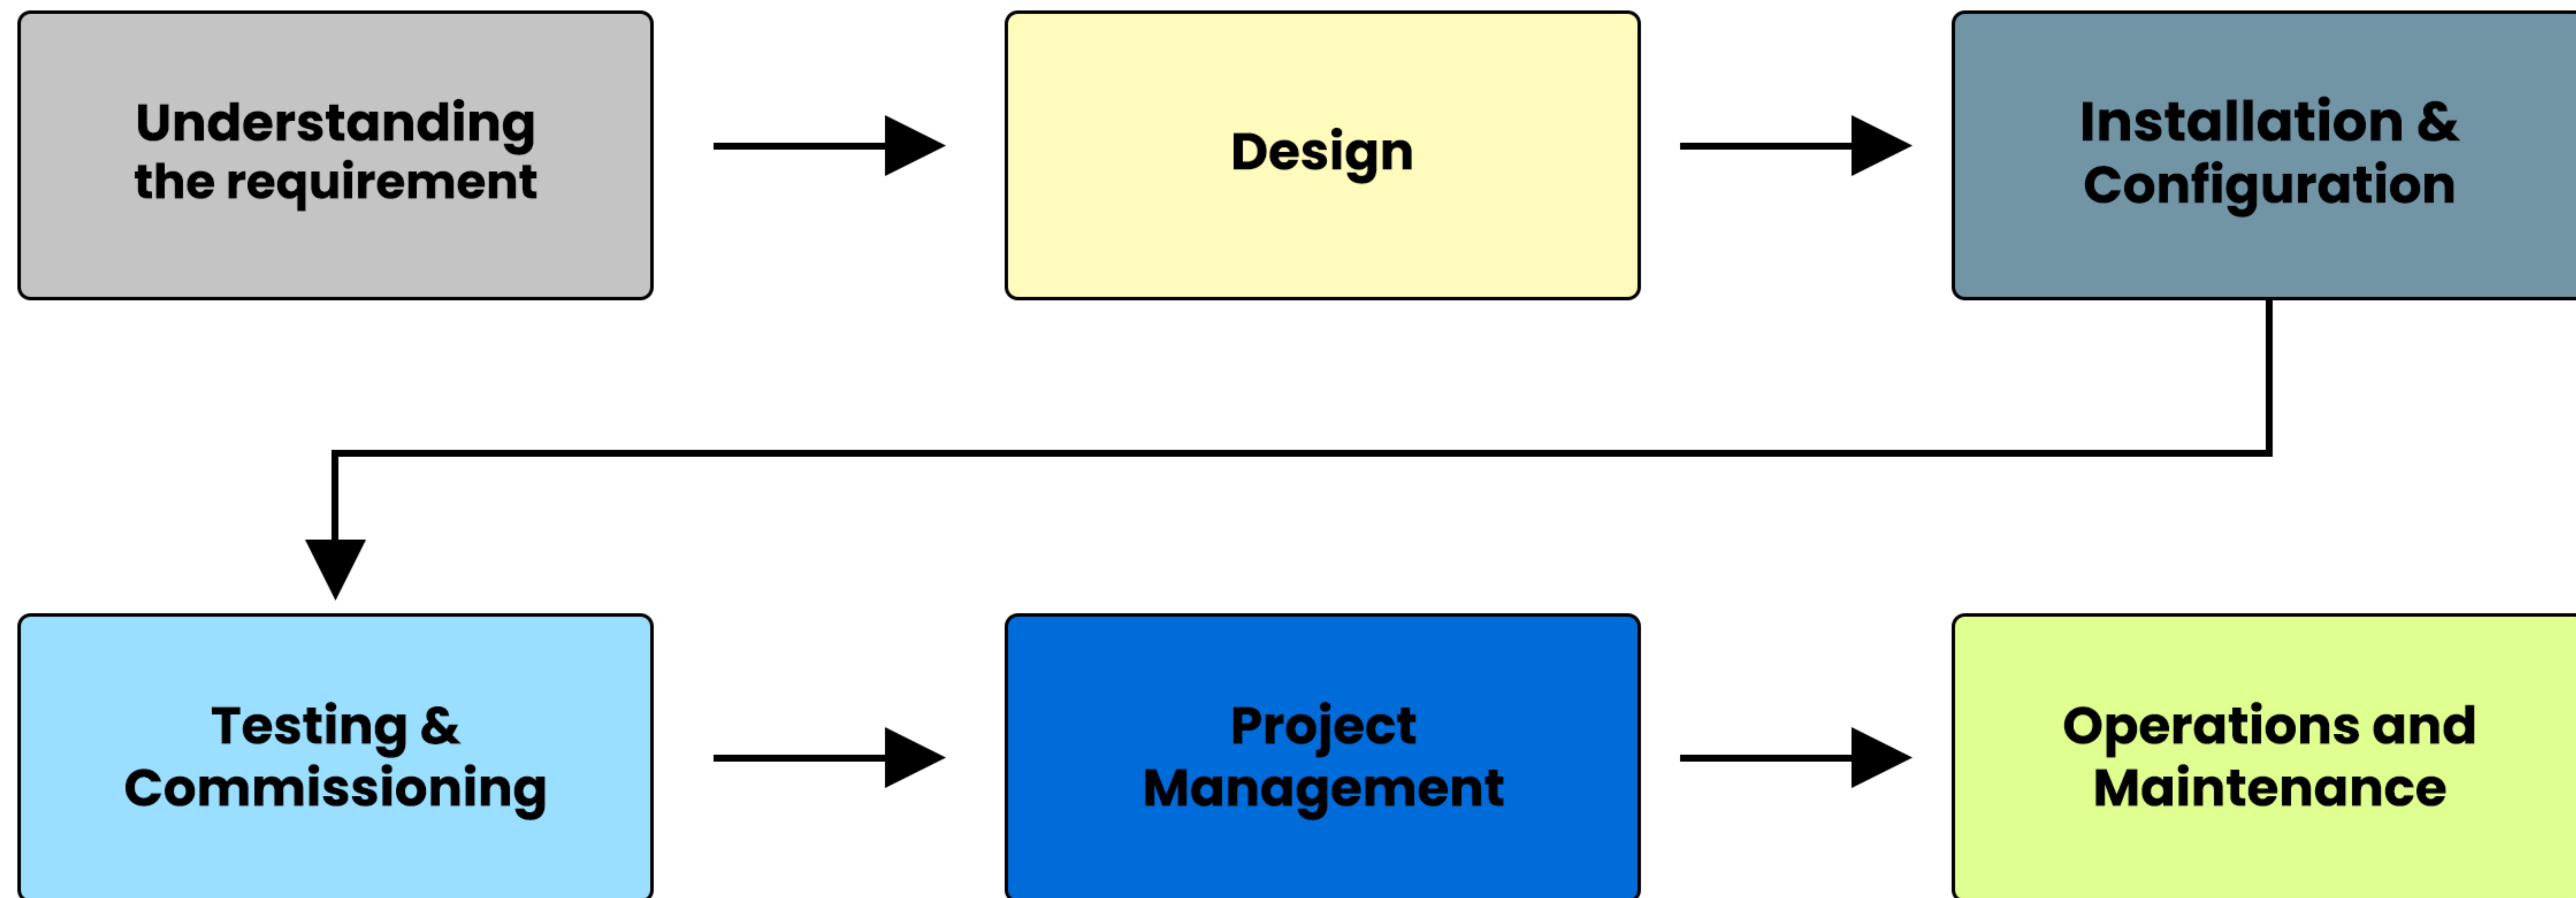 Understanding
the requirement
Design
Installation &
Configuration
Testing &
Commissioning
Project
Management
Operations and
Maintenance